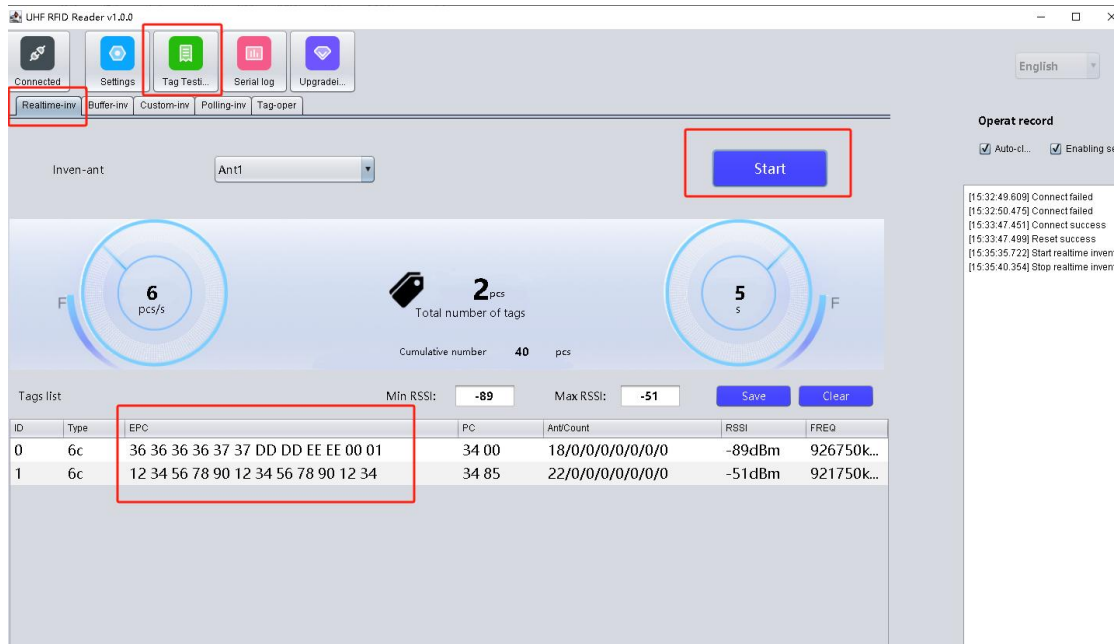 UHF RFID Reader v1.0.0
Connected Settings Tag Testi... Serial log Upgradei...
English
Realtime-inv Buffer-inv Custom-inv Polling-inv Tag-oper
Operat record
Auto-cl... Enabling se
Inven-ant Ant1 Start
[15:32:49.609] Connect failed
[15:32:50.475] Connect failed
[15:33:47.451] Connect success
[15:33:47.499] Reset success
[15:35:35.722] Start realtime inven
[15:35:40.354] Stop realtime inven
F 6 pcs/s
2 pcs
Total number of tags
Cumulative number 40 pcs
5 s F
Tags list Min RSSI: -89 Max RSSI: -51 Save Clear
ID Type EPC PC Ant/Count RSSI FREQ
0 6c 36 36 36 36 37 37 DD DD EE EE 00 01 34 00 18/0/0/0/0/0/0/0 -89dBm 926750k...
1 6c 12 34 56 78 90 12 34 56 78 90 12 34 34 85 22/0/0/0/0/0/0/0 -51dBm 921750k...